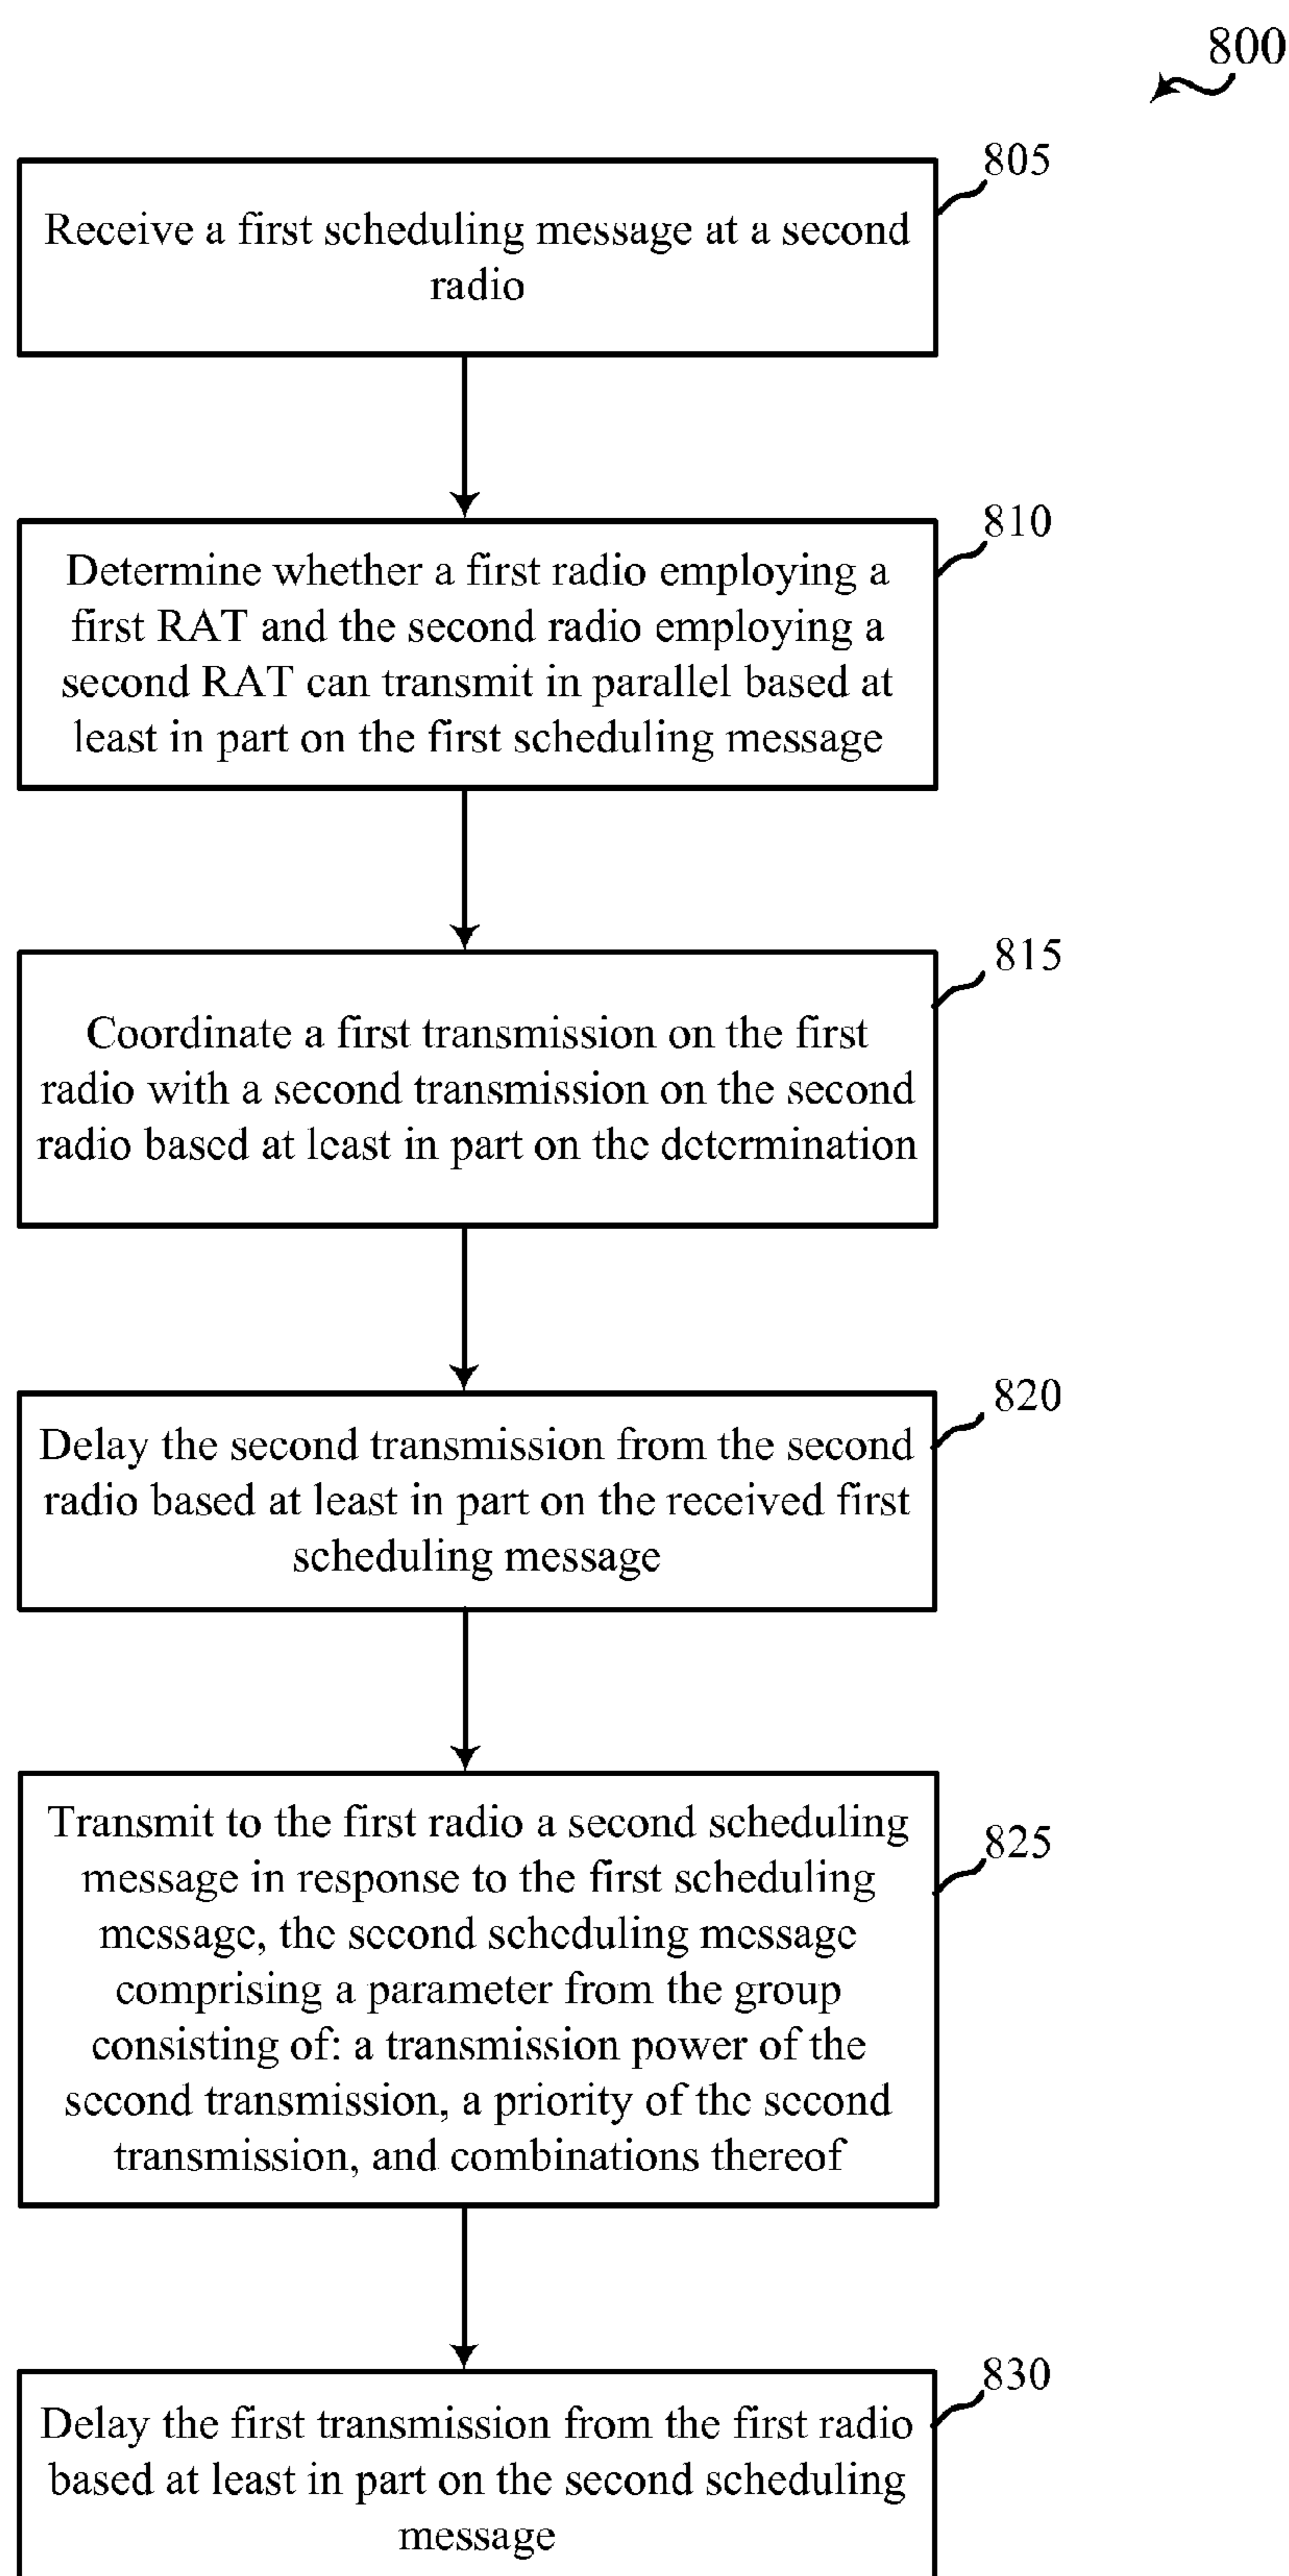 800
805
Receive a first scheduling message at a second
radio
810
Determine whether a first radio employing a
first RAT and the second radio employing a
second RAT can transmit in parallel based at
least in part on the first scheduling message
815
Coordinate a first transmission on the first
radio with a second transmission on the second
radio based at least in part on the determination
820
Delay the second transmission from the second
radio based at least in part on the received first
scheduling message
825
Transmit to the first radio a second scheduling
message in response to the first scheduling
message, the second scheduling message
comprising a parameter from the group
consisting of: a transmission power of the
second transmission, a priority of the second
transmission, and combinations thereof
830
Delay the first transmission from the first radio
based at least in part on the second scheduling
message